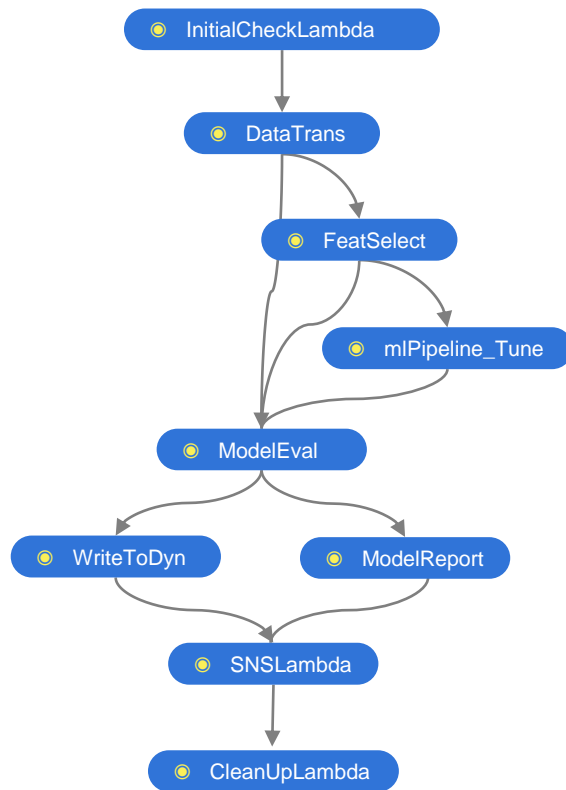 InitialCheckLambda
DataTrans
FeatSelect
mlPipeline_Tune
ModelEval
WriteToDyn
ModelReport
SNSLambda
CleanUpLambda